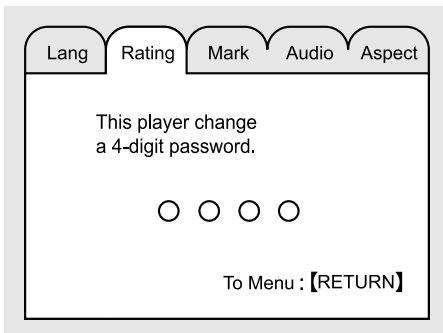 Lang Rating Mark Audio Aspect
This player change
a 4-digit password.
To Menu :【RETURN】